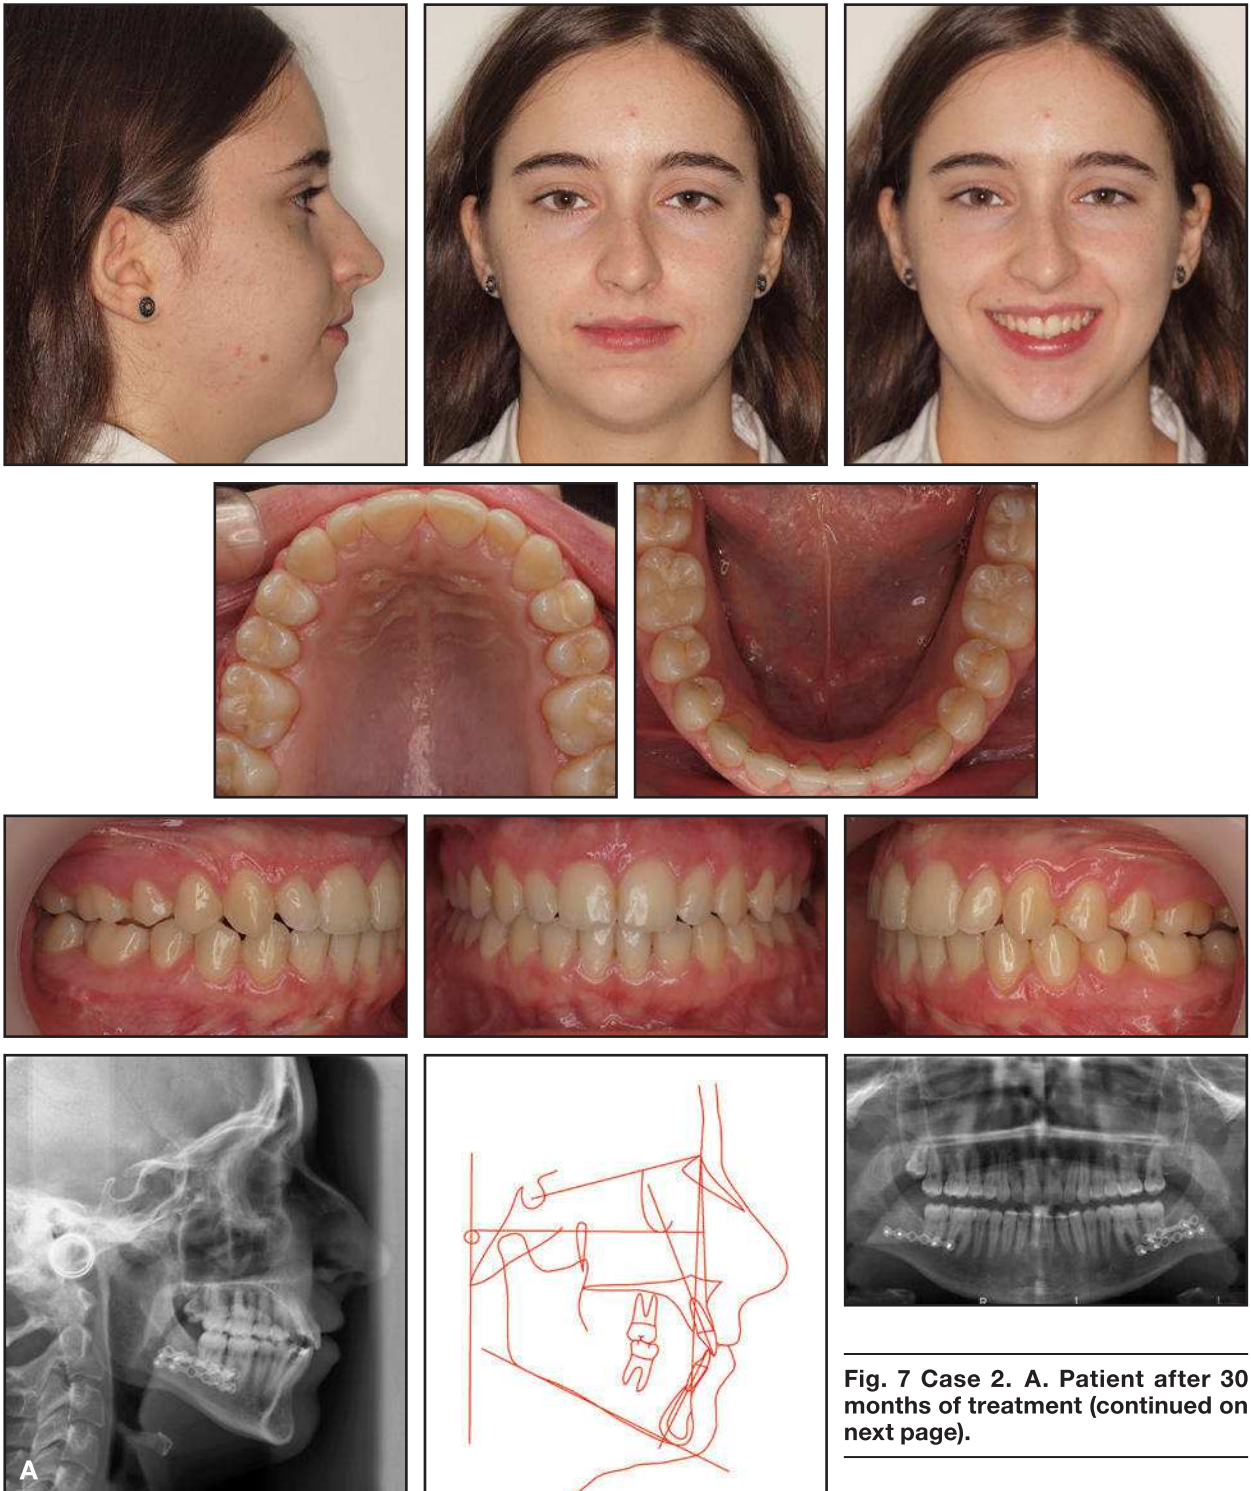 R
A
Fig. 7 Case 2. A. Patient after 30
months of treatment (continued on
next page).